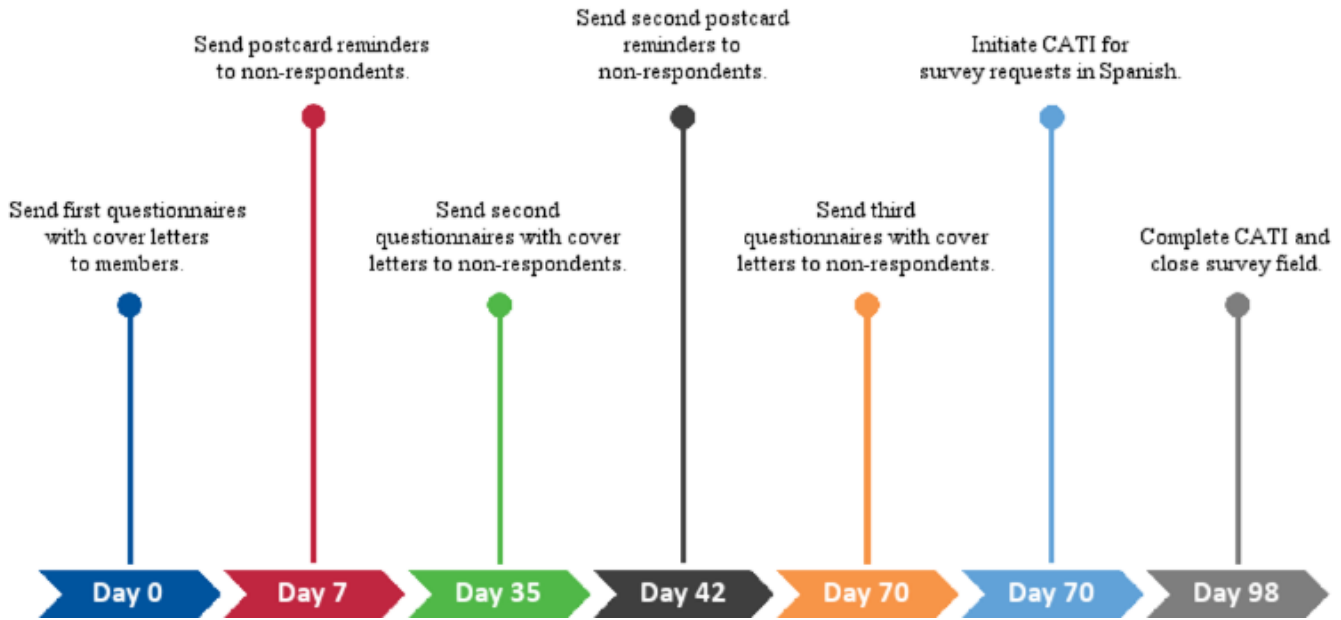 Send first questionnaires
with cover letters
to members.
Send postcard reminders
to non-respondents.
Send second
questionnaires with cover
letters to non-respondents.
Send second postcard
reminders to
non-respondents.
Send third
questionnaires with cover
letters to non-respondents.
Initiate CATI for
survey requests in Spanish.
Complete CATI and
close survey field.
Day 0
Day 7
Day 35
Day 42
Day 70
Day 70
Day 98